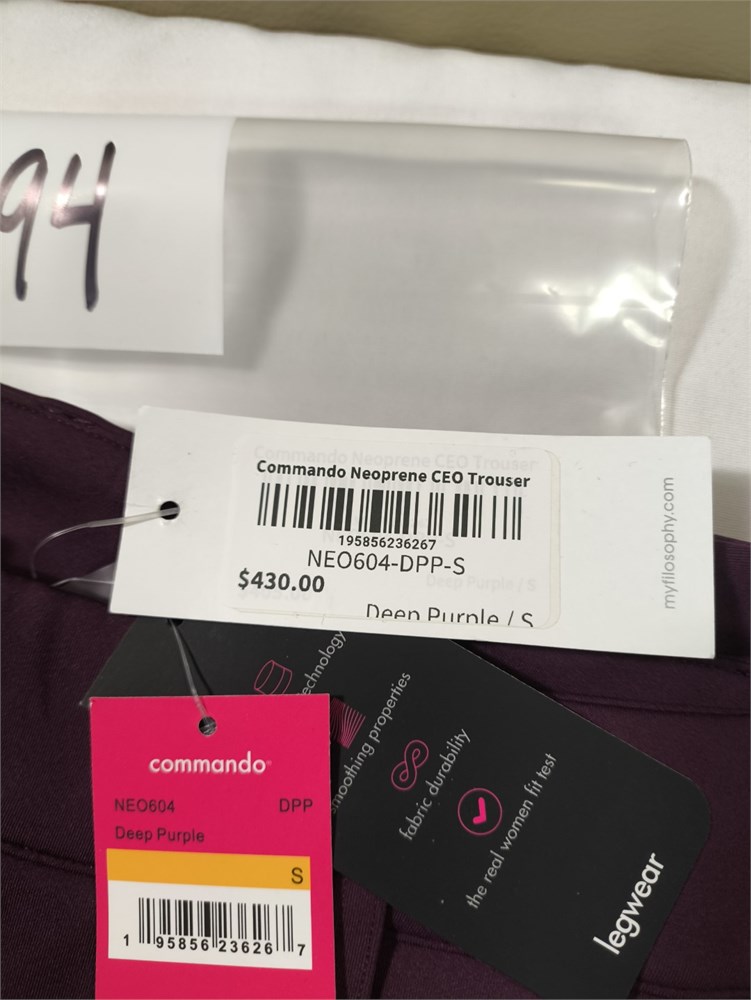 94
Commando Neoprene CEO Trouser
195856236267
NEO604-DPP-S
$430.00
Deep Purple / S
myfilosophy.com
commando
NEO604 DPP
Deep Purple
S
1 95856 23626 7
smoothing properties
fabric durability
the real women fit test
legwear